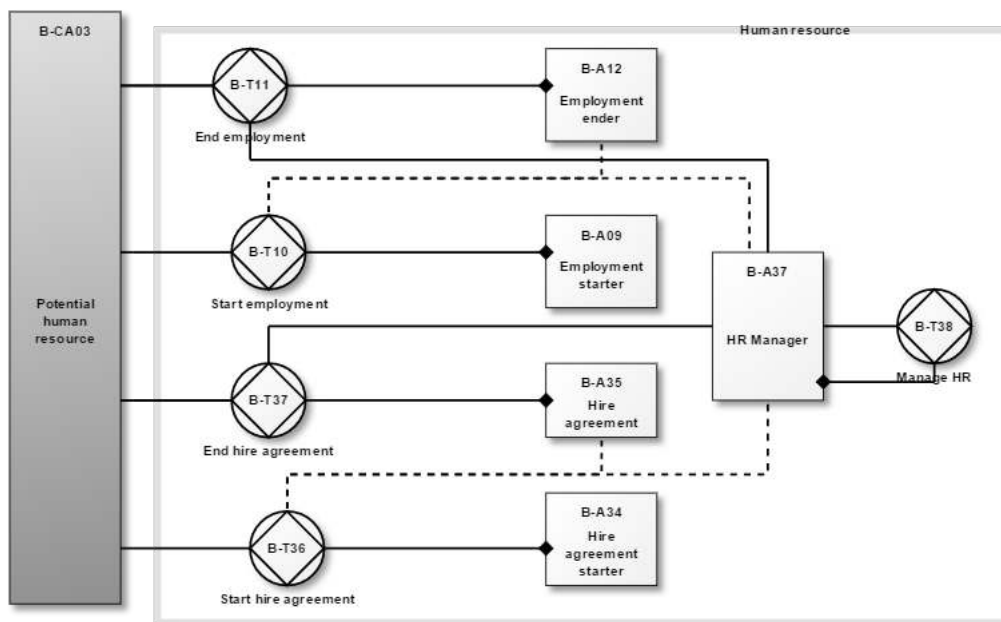 B-CA03
Human resource
B-T11
B-A12
Employment
ender
End employment
B-T10
B-A09
Employment
starter
Start employment
B-A37
HR Manager
B-T38
Manage HR
Potential
human
resource
B-T37
B-A35
Hire
agreement
End hire agreement
B-T36
B-A34
Hire
agreement
starter
Start hire agreement